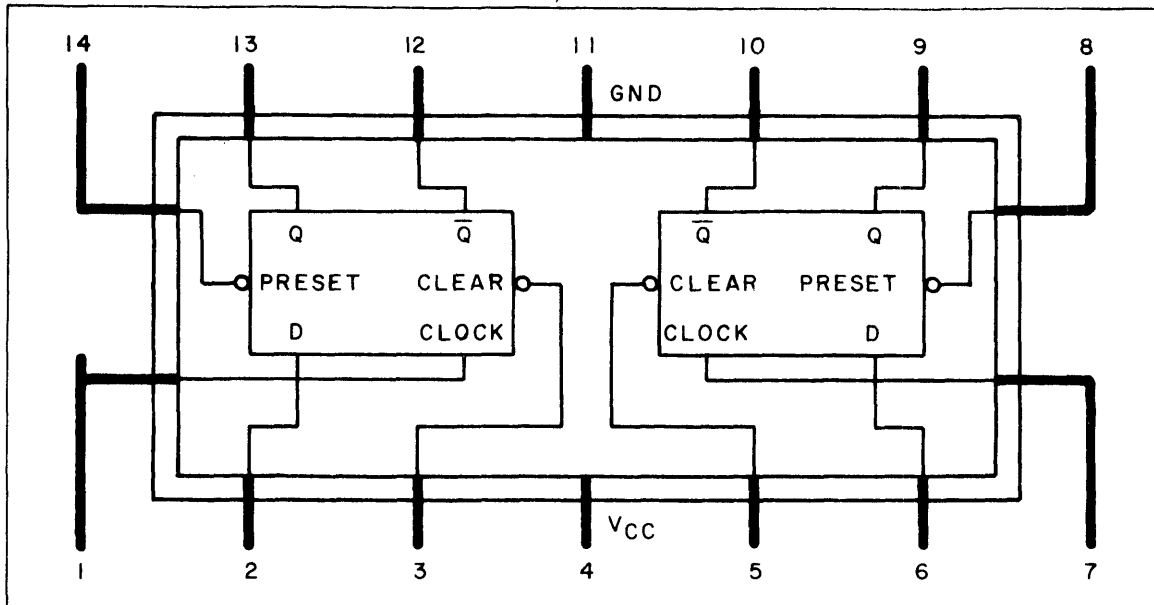 14 13 12 11 10 9 8
GND
Q Q̅ Q̅ Q
PRESET CLEAR CLEAR PRESET
D CLOCK CLOCK D
VCC
1 2 3 4 5 6 7